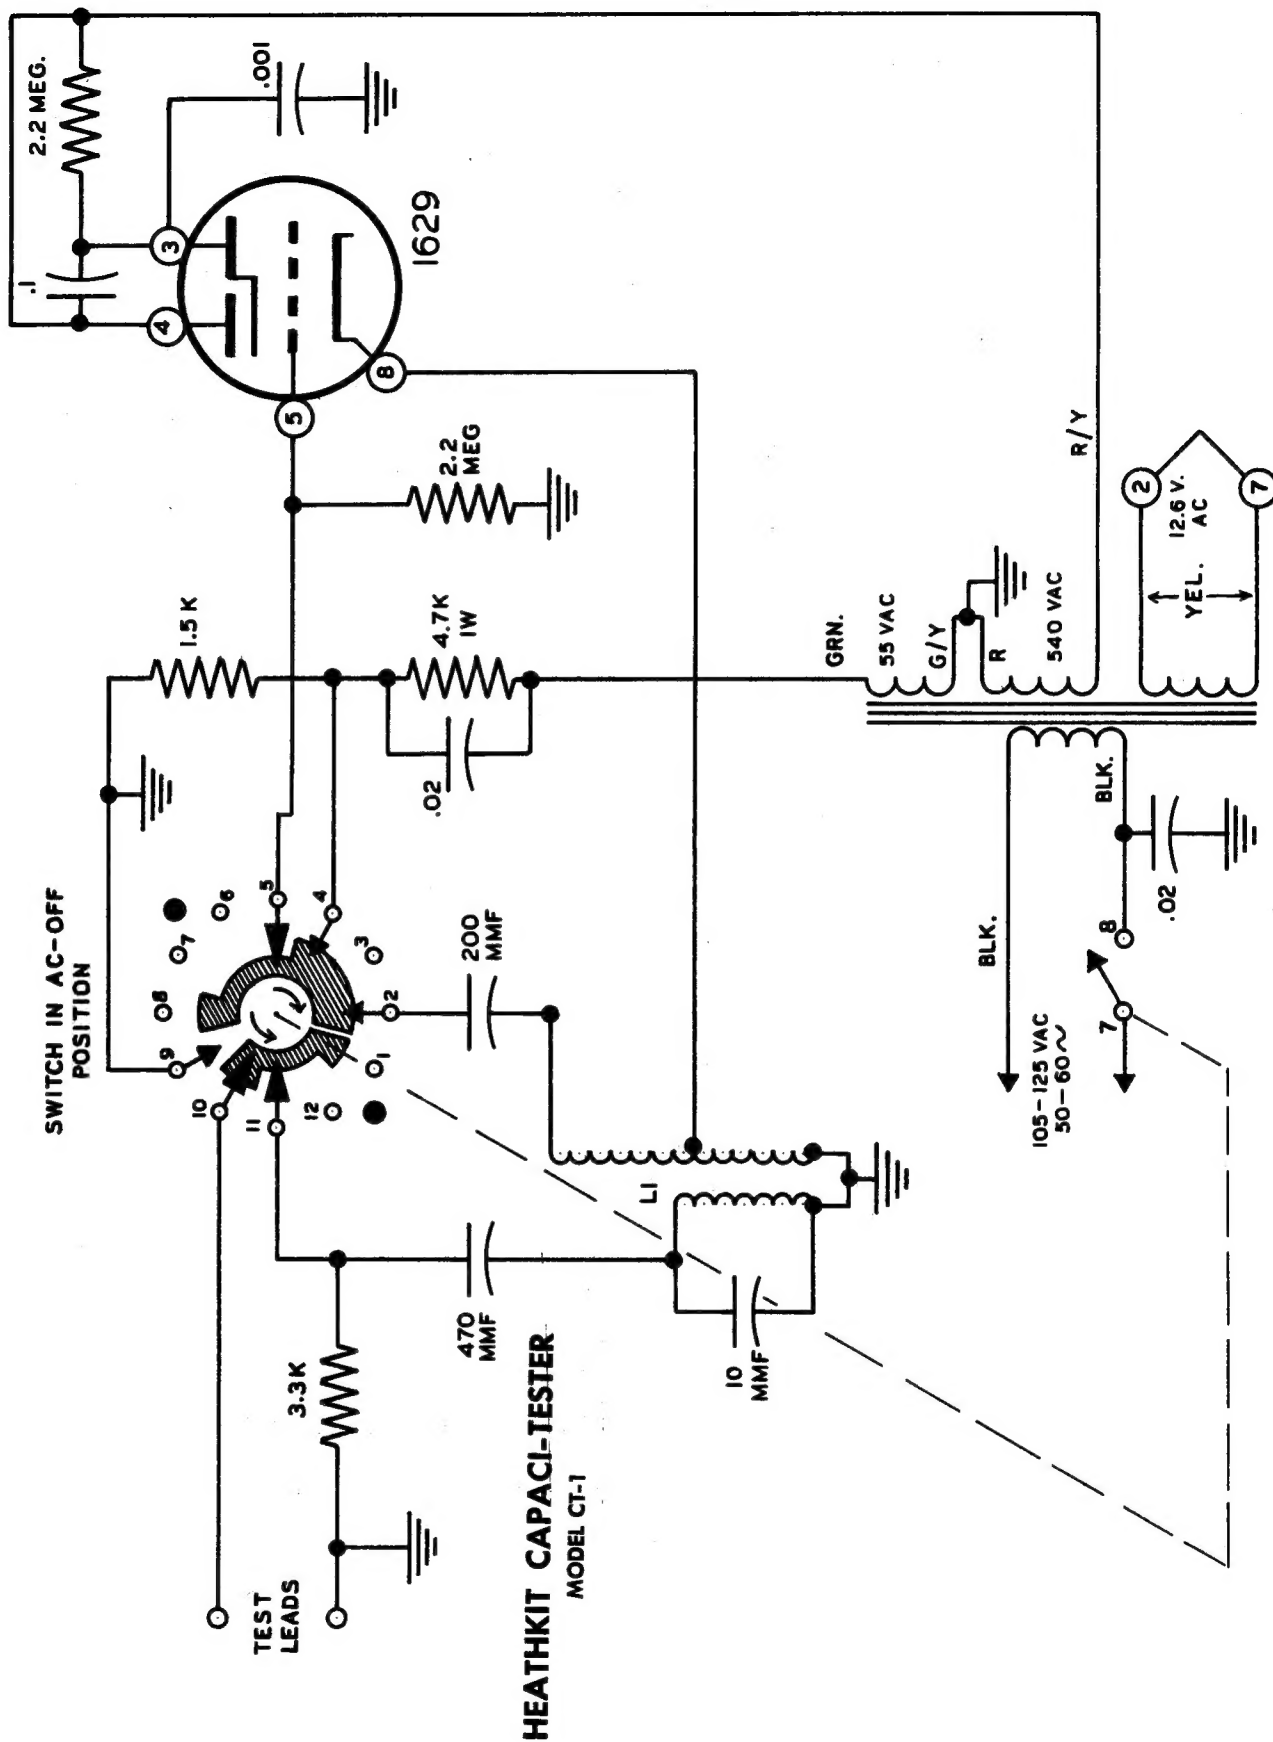 HEATHKIT CAPACI-TESTER
MODEL CT-1
TEST
LEADS
3.3K
470
MMF
10
MMF
L1
SWITCH IN AC-OFF
POSITION
9
8
7
6
5
4
3
2
1
12
11
10
200
MMF
1.5K
.02
4.7K
1W
2.2
MEG
5
4
3
8
1629
.1
2.2 MEG.
.001
GRN.
55 VAC
G/Y
R
540 VAC
R/Y
BLK.
BLK.
105-125 VAC
50-60~
7
8
.02
YEL.
12.6 V.
AC
2
7